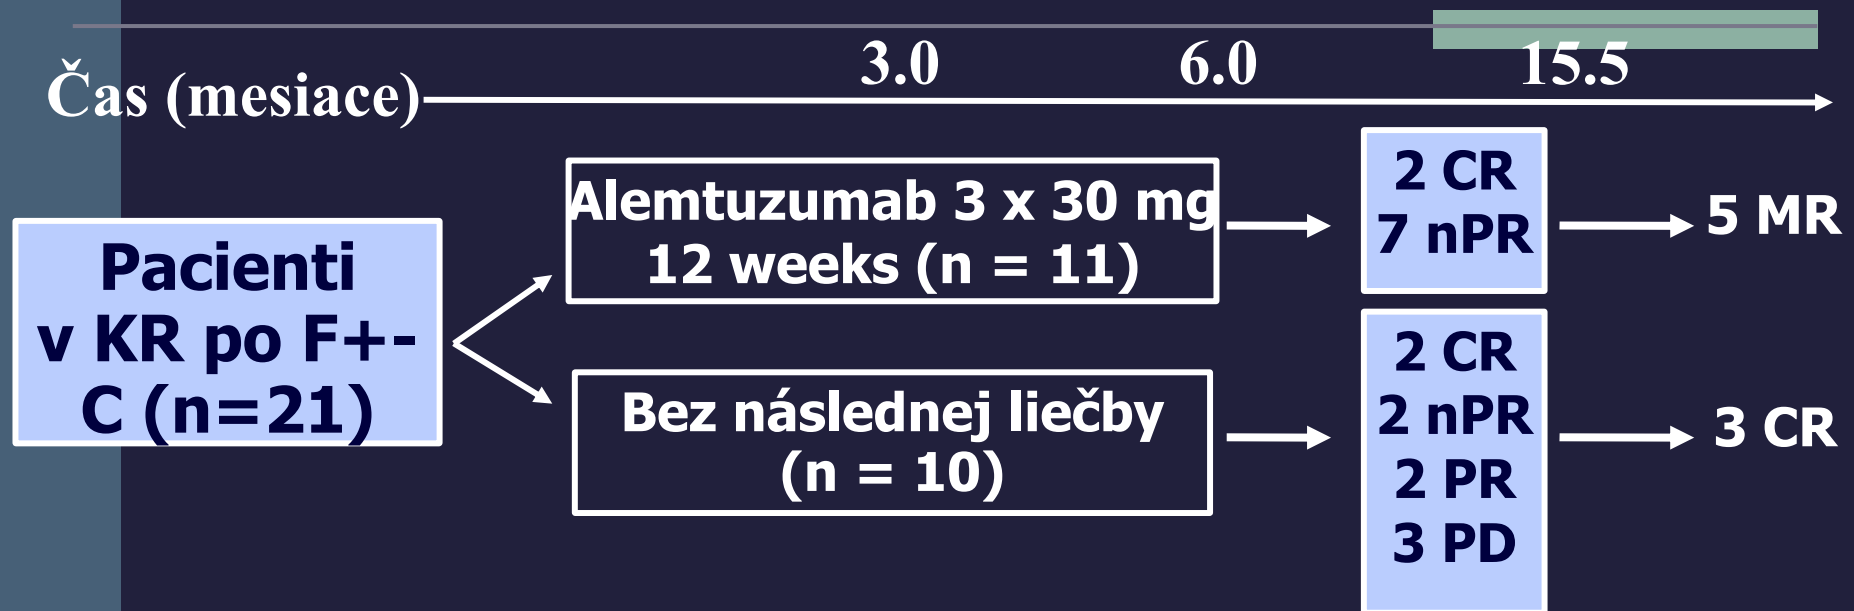 3.0 6.0 15.5
Čas (mesiace)
Pacienti
v KR po F+-
C (n=21)
Alemtuzumab 3 x 30 mg
12 weeks (n = 11)
2 CR
7 nPR
5 MR
Bez následnej liečby
(n = 10)
2 CR
2 nPR
2 PR
3 PD
3 CR